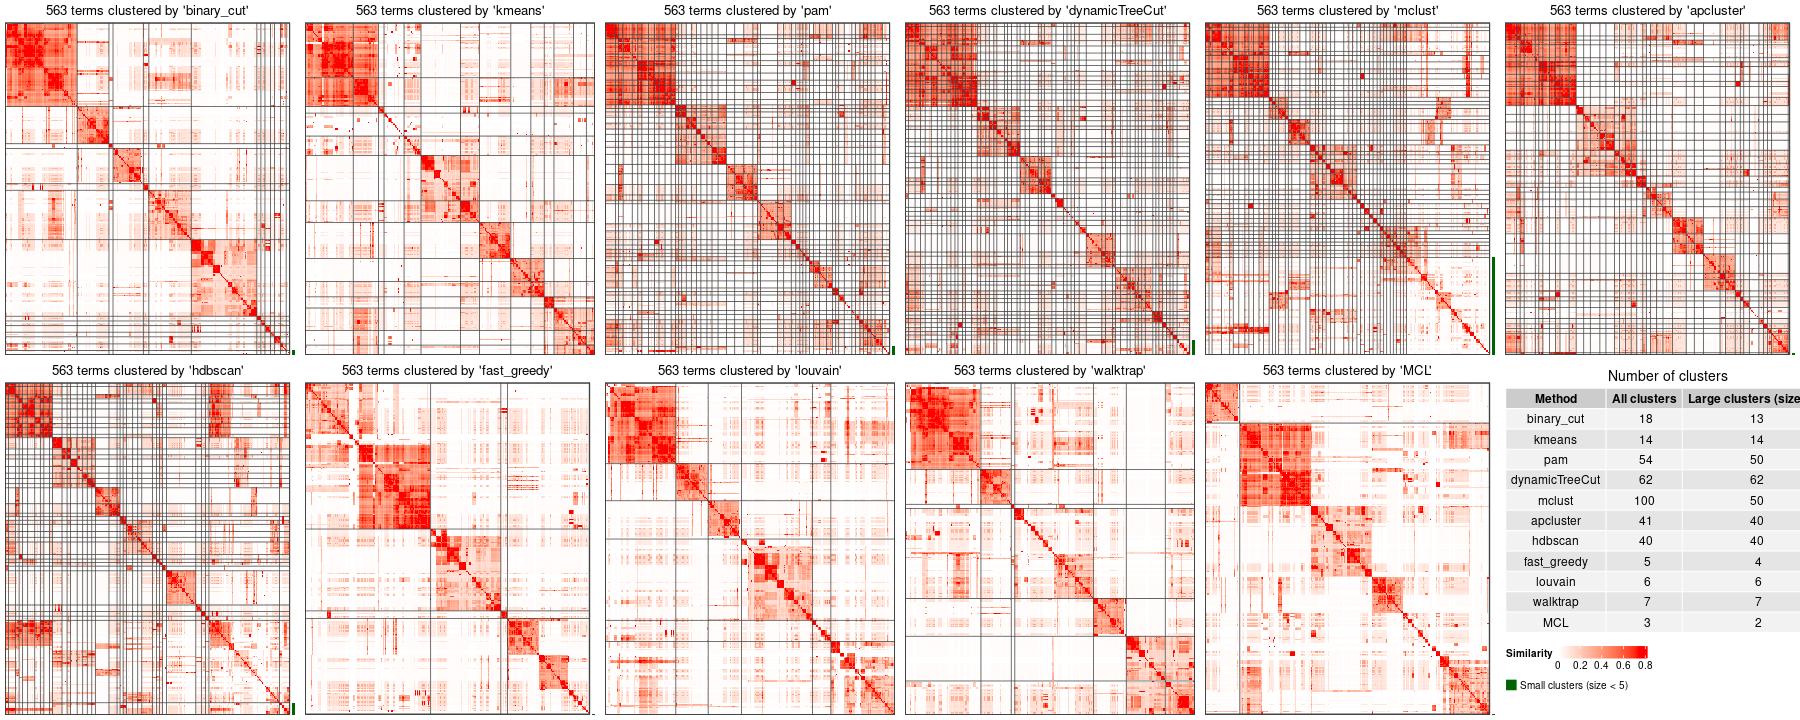 563 terms clustered by 'binary_cut'
563 terms clustered by 'kmeans'
563 terms clustered by 'pam'
563 terms clustered by 'dynamicTreeCut'
563 terms clustered by 'mclust'
563 terms clustered by 'apcluster'
563 terms clustered by 'hdbscan'
563 terms clustered by 'fast_greedy'
563 terms clustered by 'louvain'
563 terms clustered by 'walktrap'
563 terms clustered by 'MCL'
Number of clusters
Method All clusters Large clusters (size
binary_cut 18 13
kmeans 14 14
pam 54 50
dynamicTreeCut 62 62
mclust 100 50
apcluster 41 40
hdbscan 40 40
fast_greedy 5 4
louvain 6 6
walktrap 7 7
MCL 3 2
Similarity
0 0.2 0.4 0.6 0.8
Small clusters (size < 5)